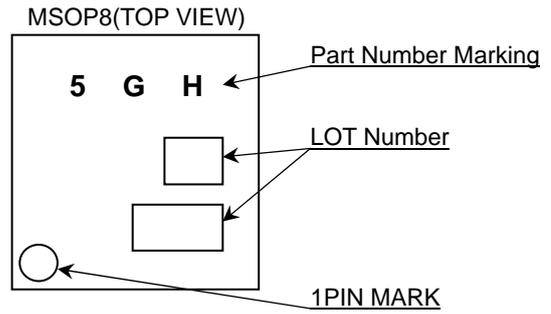 MSOP8(TOP VIEW)
Part Number Marking
5 G H
LOT Number
1PIN MARK